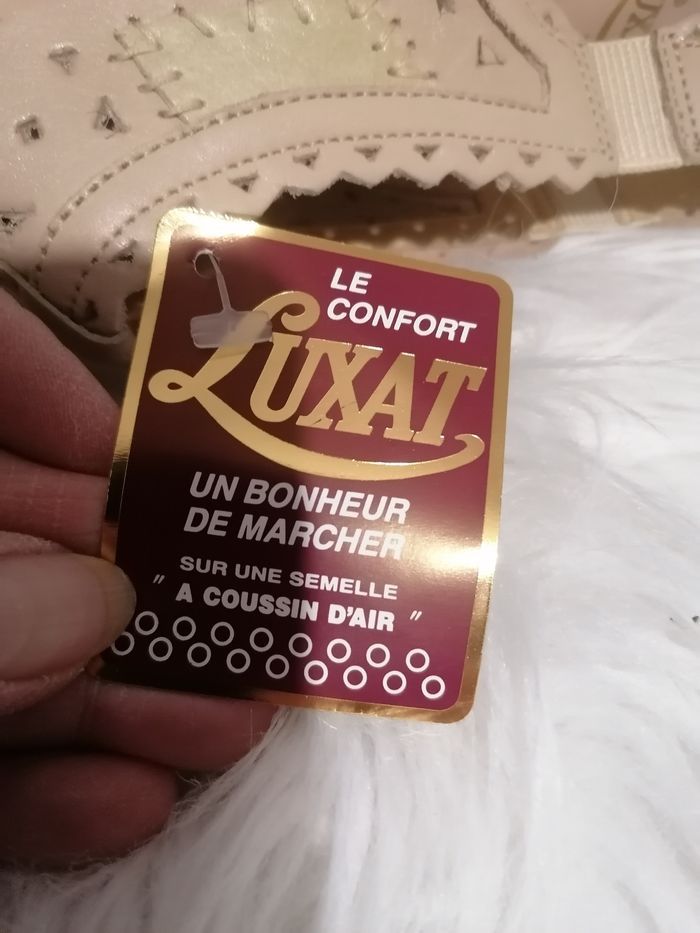 LE
CONFORT
LUXAT
UN BONHEUR
DE MARCHER
SUR UNE SEMELLE
" A COUSSIN D'AIR "